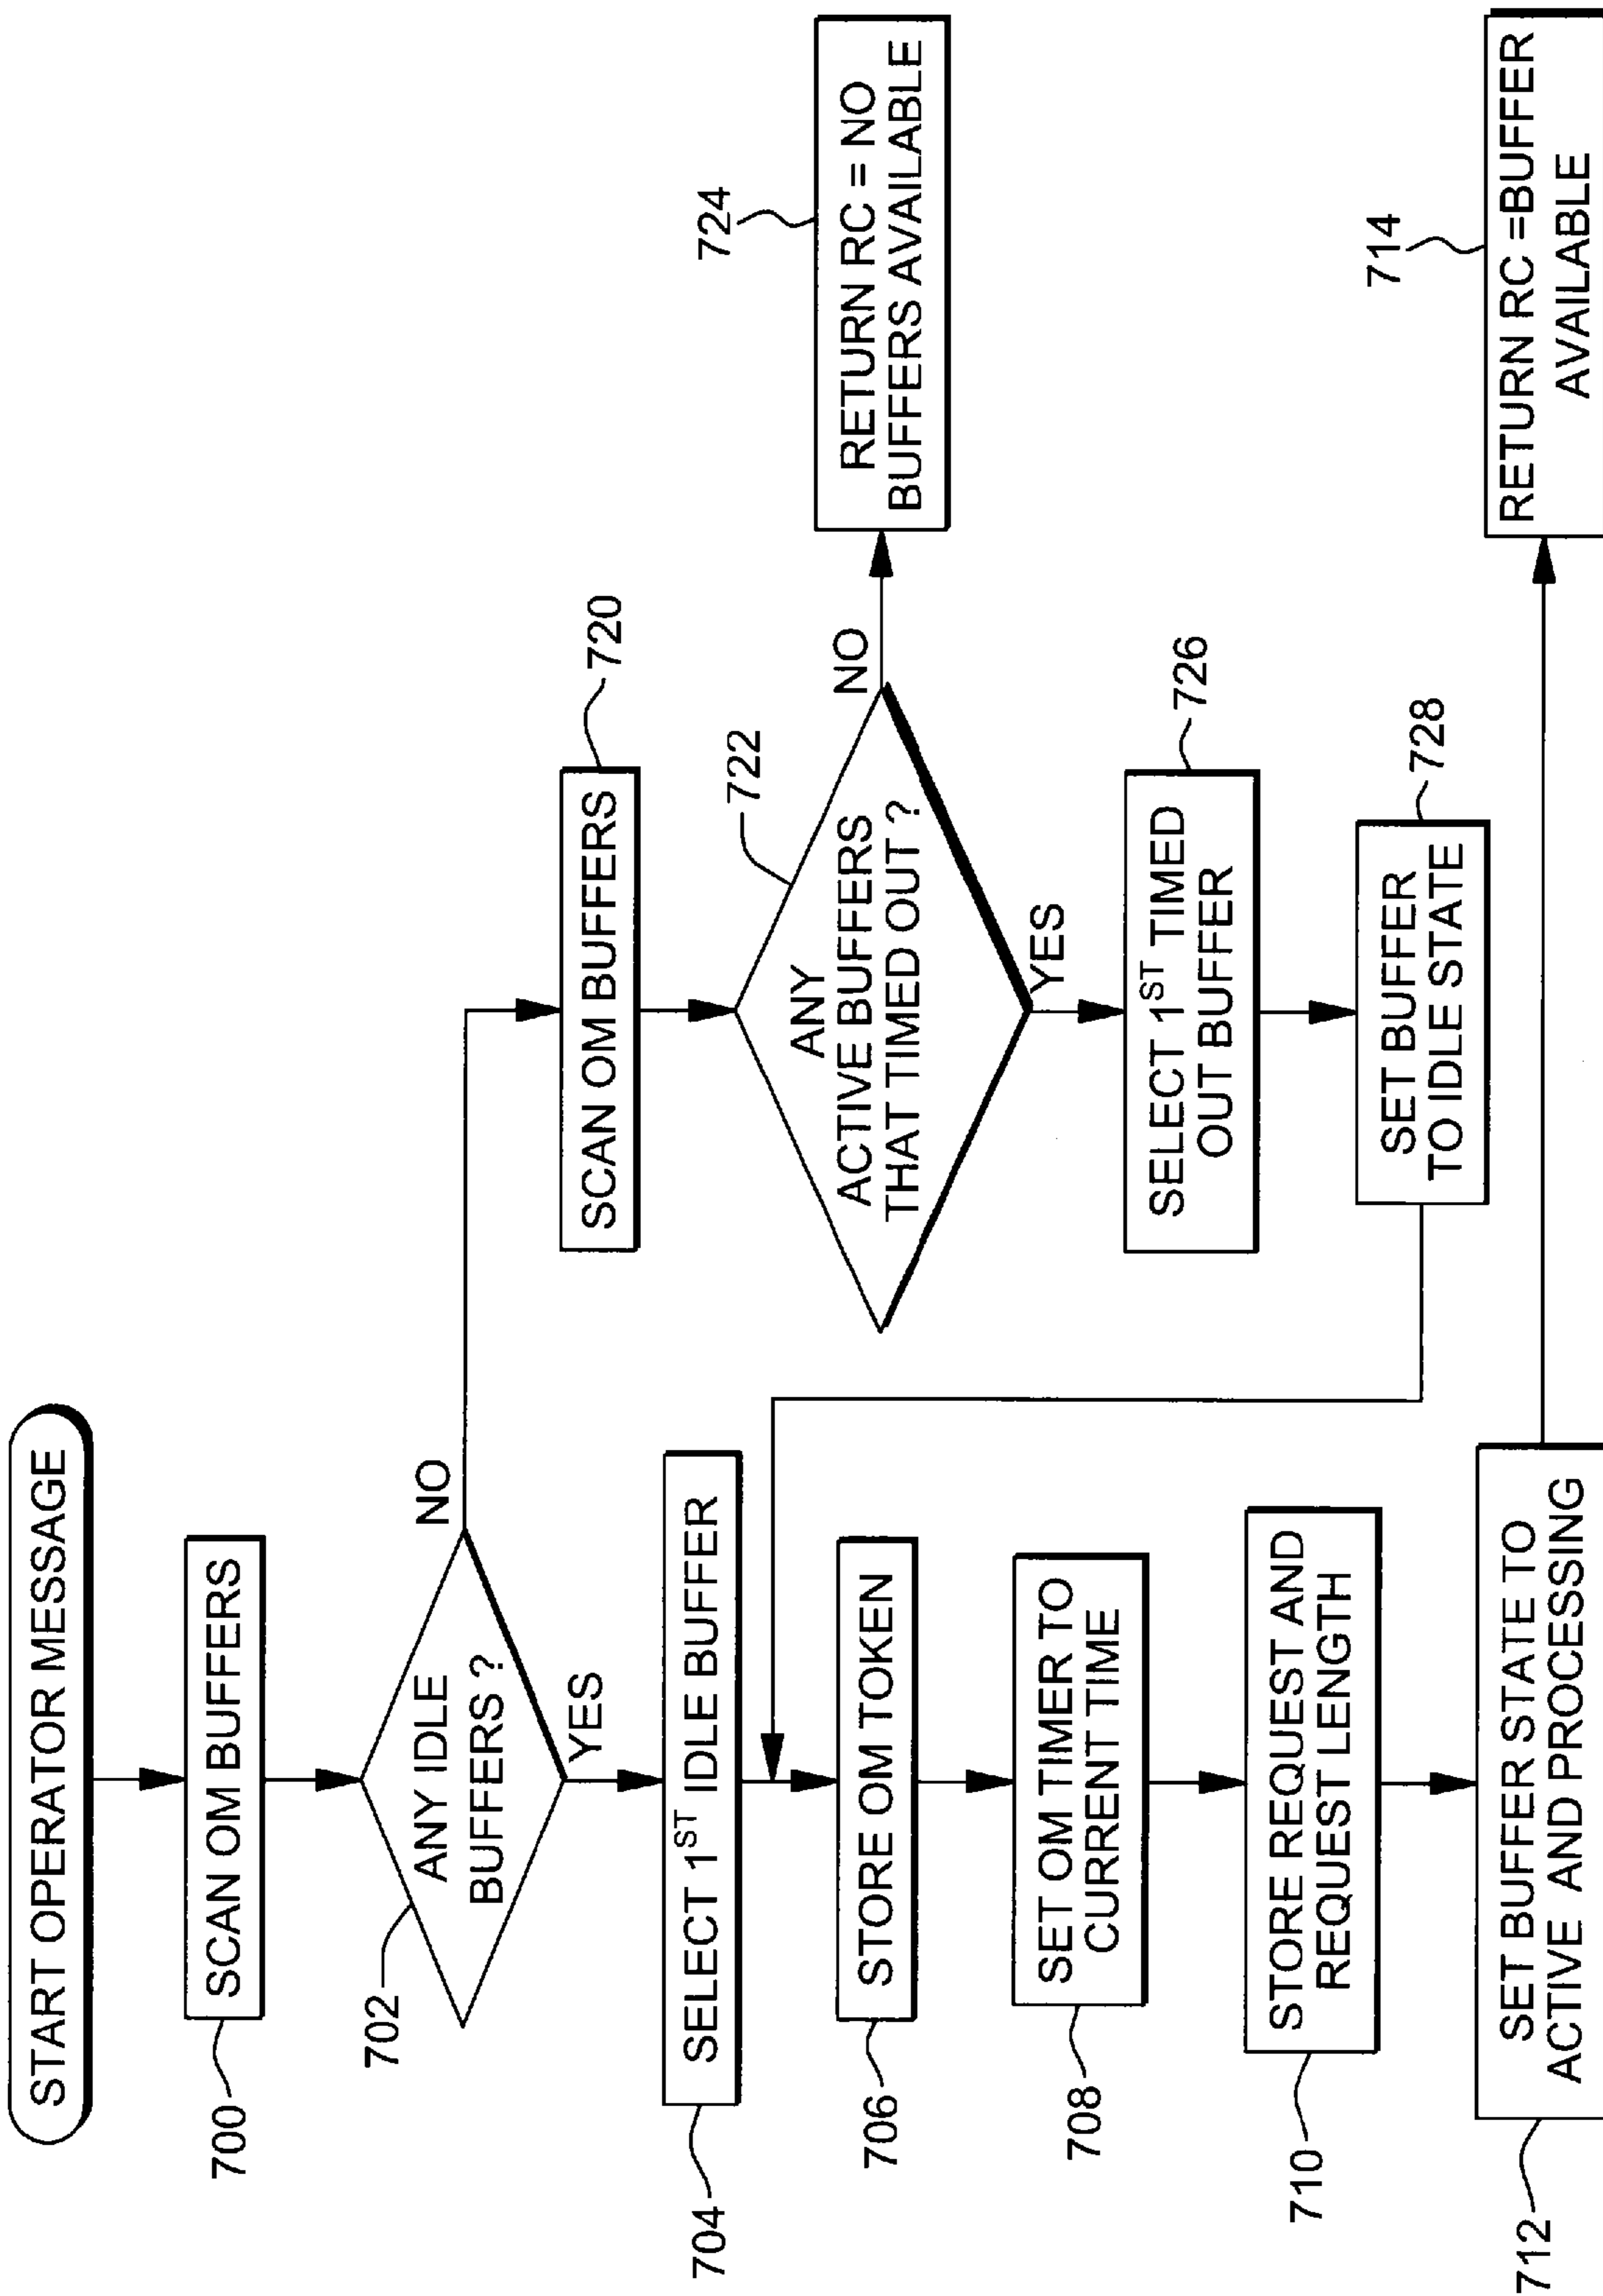 START OPERATOR MESSAGE
700
SCAN OM BUFFERS
702
ANY IDLE
BUFFERS ?
NO
YES
704
SELECT 1ST IDLE BUFFER
706
STORE OM TOKEN
708
SET OM TIMER TO
CURRENT TIME
710
STORE REQUEST AND
REQUEST LENGTH
712
SET BUFFER STATE TO
ACTIVE AND PROCESSING
720
SCAN OM BUFFERS
722
ANY
ACTIVE BUFFERS
THAT TIMED OUT ?
NO
YES
724
RETURN RC = NO
BUFFERS AVAILABLE
726
SELECT 1ST TIMED
OUT BUFFER
728
SET BUFFER
TO IDLE STATE
714
RETURN RC =BUFFER
AVAILABLE